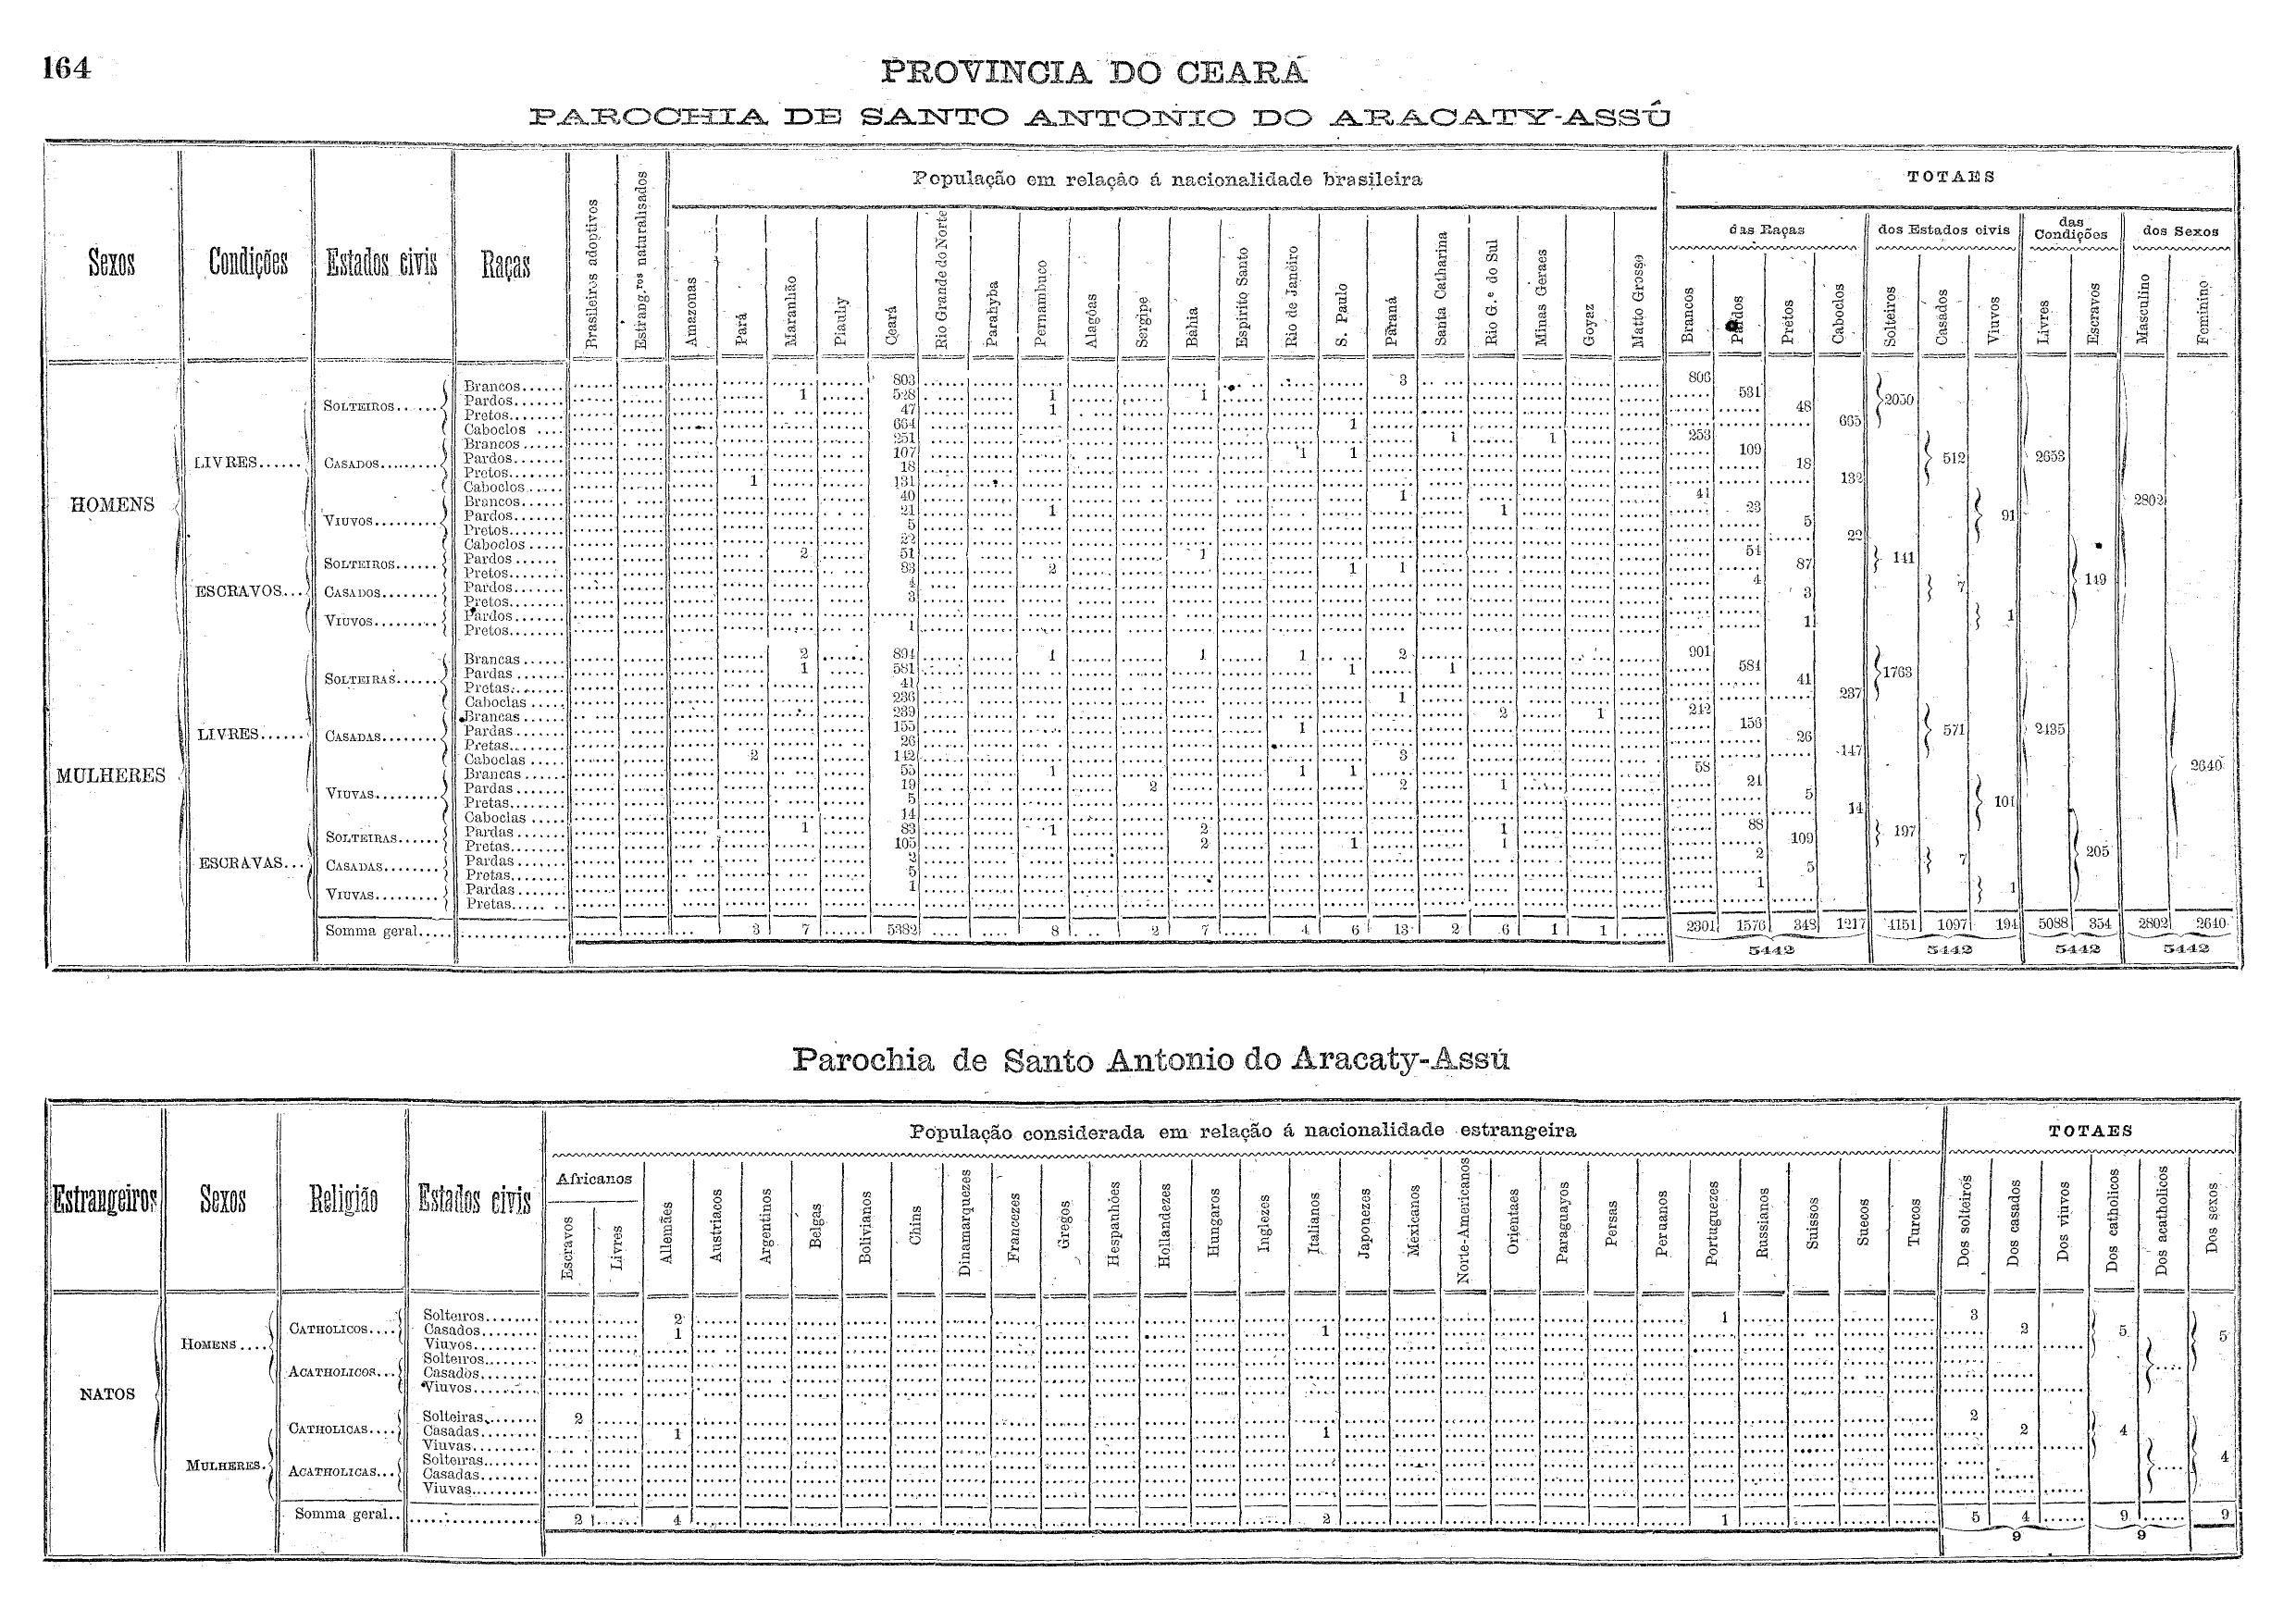 164
PROVINCIA DO CEARÁ
PAROCHIA DE SANTO ANTONIO DO ARACATY-ASSÚ
Sexos Condições Estados civis Raças Brasileiros adoptivos Estrang.ros naturalisados População em relação á nacionalidade brasileira TOTAES
Amazonas Pará Maranhão Piauhy Ceará Rio Grande do Norte Parahyba Pernambuco Alagôas Sergipe Bahia Espirito Santo Rio de Janeiro S. Paulo Paraná Santa Catharina Rio G.e do Sul Minas Geraes Goyaz Matto Grosso
das Raças dos Estados civis das Condições dos Sexos
Brancos Pardos Pretos Caboclos Solteiros Casados Viuvos Livres Escravos Masculino Feminino
HOMENS LIVRES SOLTEIROS Brancos 803 3 806 2050 2653 2802
Pardos 1 528 1 1 531
Pretos 47 1 48
Caboclos 664 1 665
CASADOS Brancos 251 1 1 253 512
Pardos 107 1 1 109
Pretos 18 18
Caboclos 1 131 132
VIUVOS Brancos 40 1 41 91
Pardos 21 1 1 23
Pretos 5 5
Caboclos 22 22
ESCRAVOS SOLTEIROS Pardos 2 51 1 54 141 149
Pretos 83 2 1 1 87
CASADOS Pardos 4 4 7
Pretos 3 3
VIUVOS Pardos 1
Pretos 1 1
MULHERES LIVRES SOLTEIRAS Brancas 2 894 1 1 1 2 901 1763 2435 2640
Pardas 1 581 1 1 584
Pretas 41 41
Caboclas 236 1 237
CASADAS Brancas 239 2 1 242 571
Pardas 155 1 156
Pretas 26 26
Caboclas 2 142 3 147
VIUVAS Brancas 55 1 1 1 58 101
Pardas 19 2 2 1 24
Pretas 5 5
Caboclas 14 14
ESCRAVAS SOLTEIRAS Pardas 1 83 1 2 1 88 197 205
Pretas 105 2 1 1 109
CASADAS Pardas 2 2 7
Pretas 5 5
VIUVAS Pardas 1 1 1
Pretas
Somma geral 3 7 5382 8 2 7 4 6 13 2 6 1 1 2301 1576 348 1217 4151 1097 194 5088 354 2802 2640
5442 5442 5442 5442
Parochia de Santo Antonio do Aracaty-Assú
Estrangeiros Sexos Religião Estados civis População considerada em relação á nacionalidade estrangeira TOTAES
Africanos
Escravos Livres Allemães Austriacos Argentinos Belgas Bolivianos Chins Dinamarquezes Francezes Gregos Hespanhóes Hollandezes Hungaros Inglezes Italianos Japonezes Mexicanos Norte-Americanos Orientaes Paraguayos Persas Peruanos Portuguezes Russianos Suissos Suecos Turcos Dos solteiros Dos casados Dos viuvos Dos catholicos Dos acatholicos Dos sexos
NATOS HOMENS CATHOLICOS Solteiros 2 1 3 5 5
Casados 1 1 2
Viuvos
ACATHOLICOS Solteiros
Casados
Viuvos
MULHERES CATHOLICAS Solteiras 2 2 4 4
Casadas 1 1 2
Viuvas
ACATHOLICAS Solteiras
Casadas
Viuvas
Somma geral 2 4 2 1 5 4 9 9
9 9